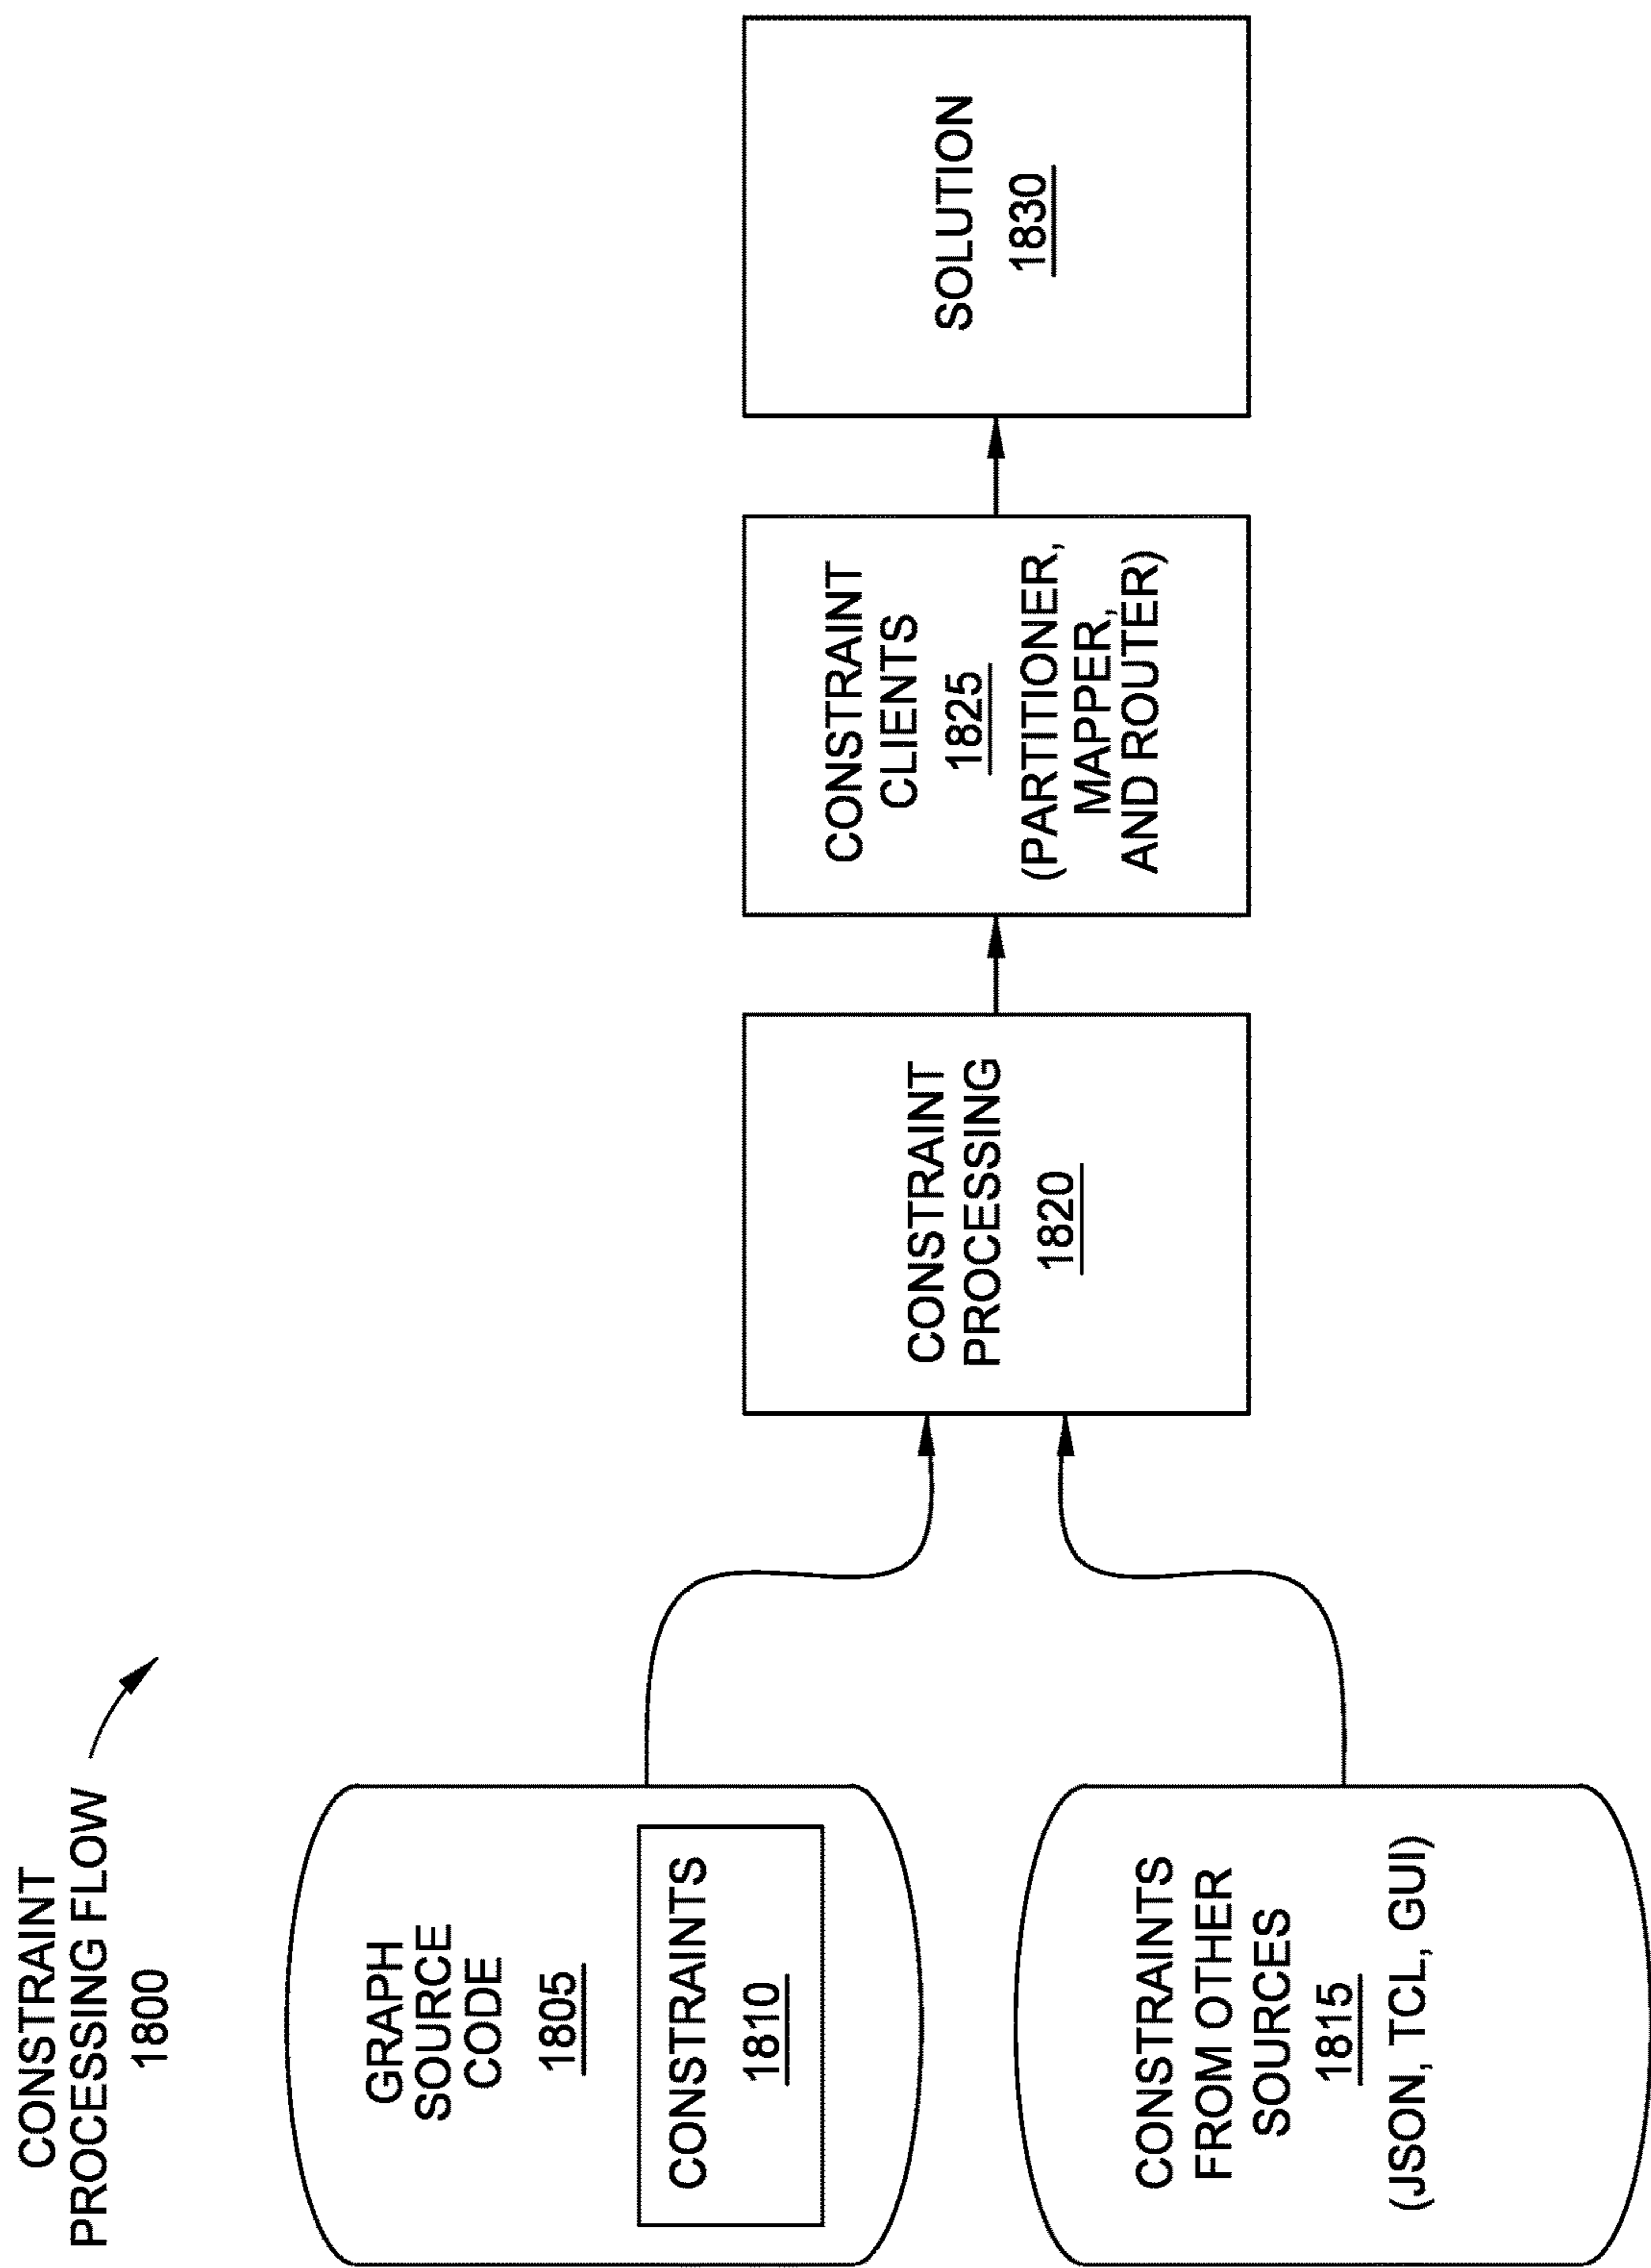 CONSTRAINT
PROCESSING FLOW
1800
GRAPH
SOURCE
CODE
1805
CONSTRAINTS
1810
CONSTRAINTS
FROM OTHER
SOURCES
1815
(JSON, TCL, GUI)
CONSTRAINT
PROCESSING
1820
CONSTRAINT
CLIENTS
1825
(PARTITIONER,
MAPPER,
AND ROUTER)
SOLUTION
1830